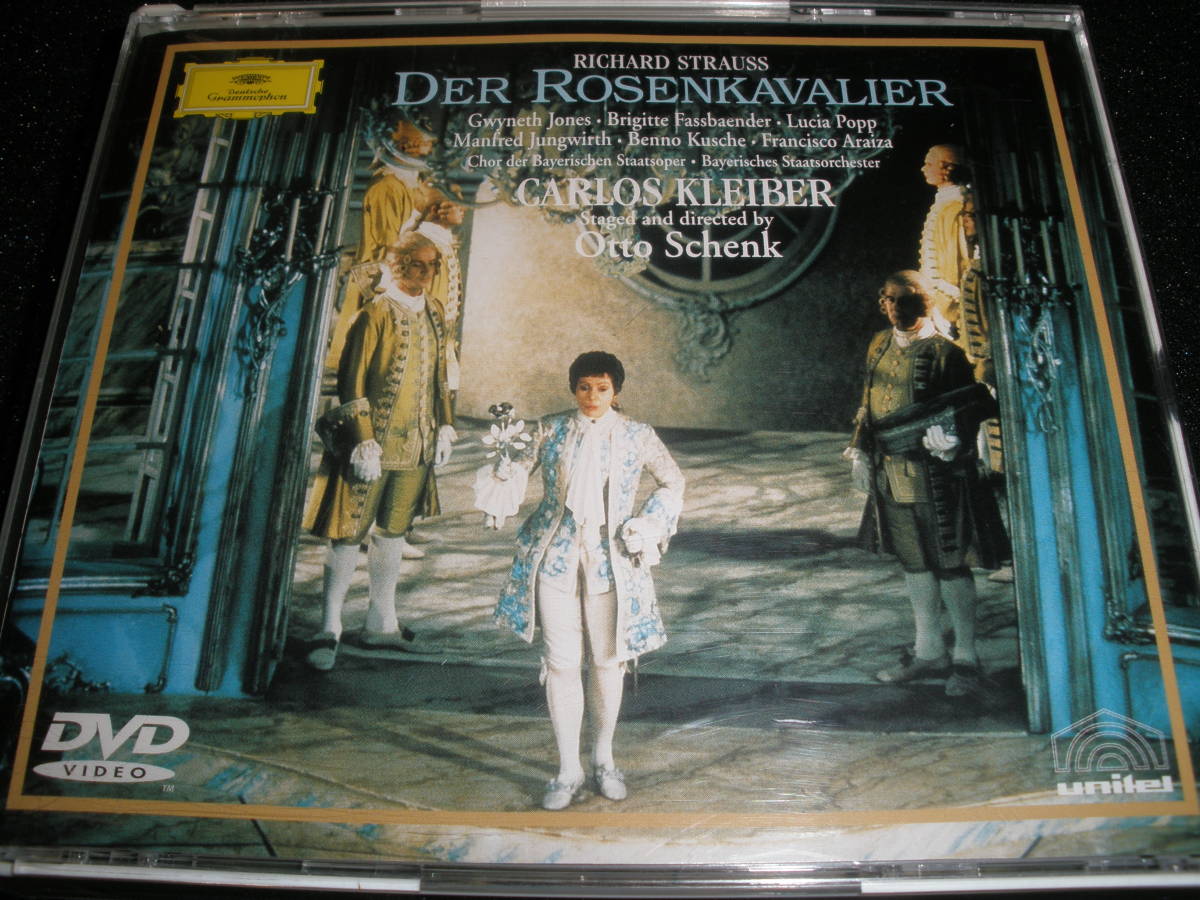 Deutsche
Grammophon
RICHARD STRAUSS
DER ROSENKAVALIER
Gwyneth Jones · Brigitte Fassbaender · Lucia Popp
Manfred Jungwirth · Benno Kusche · Francisco Araiza
Chor der Bayerischen Staatsoper · Bayerisches Staatsorchester
CARLOS KLEIBER
Staged and directed by
Otto Schenk
DVD
VIDEO
TM
unitel